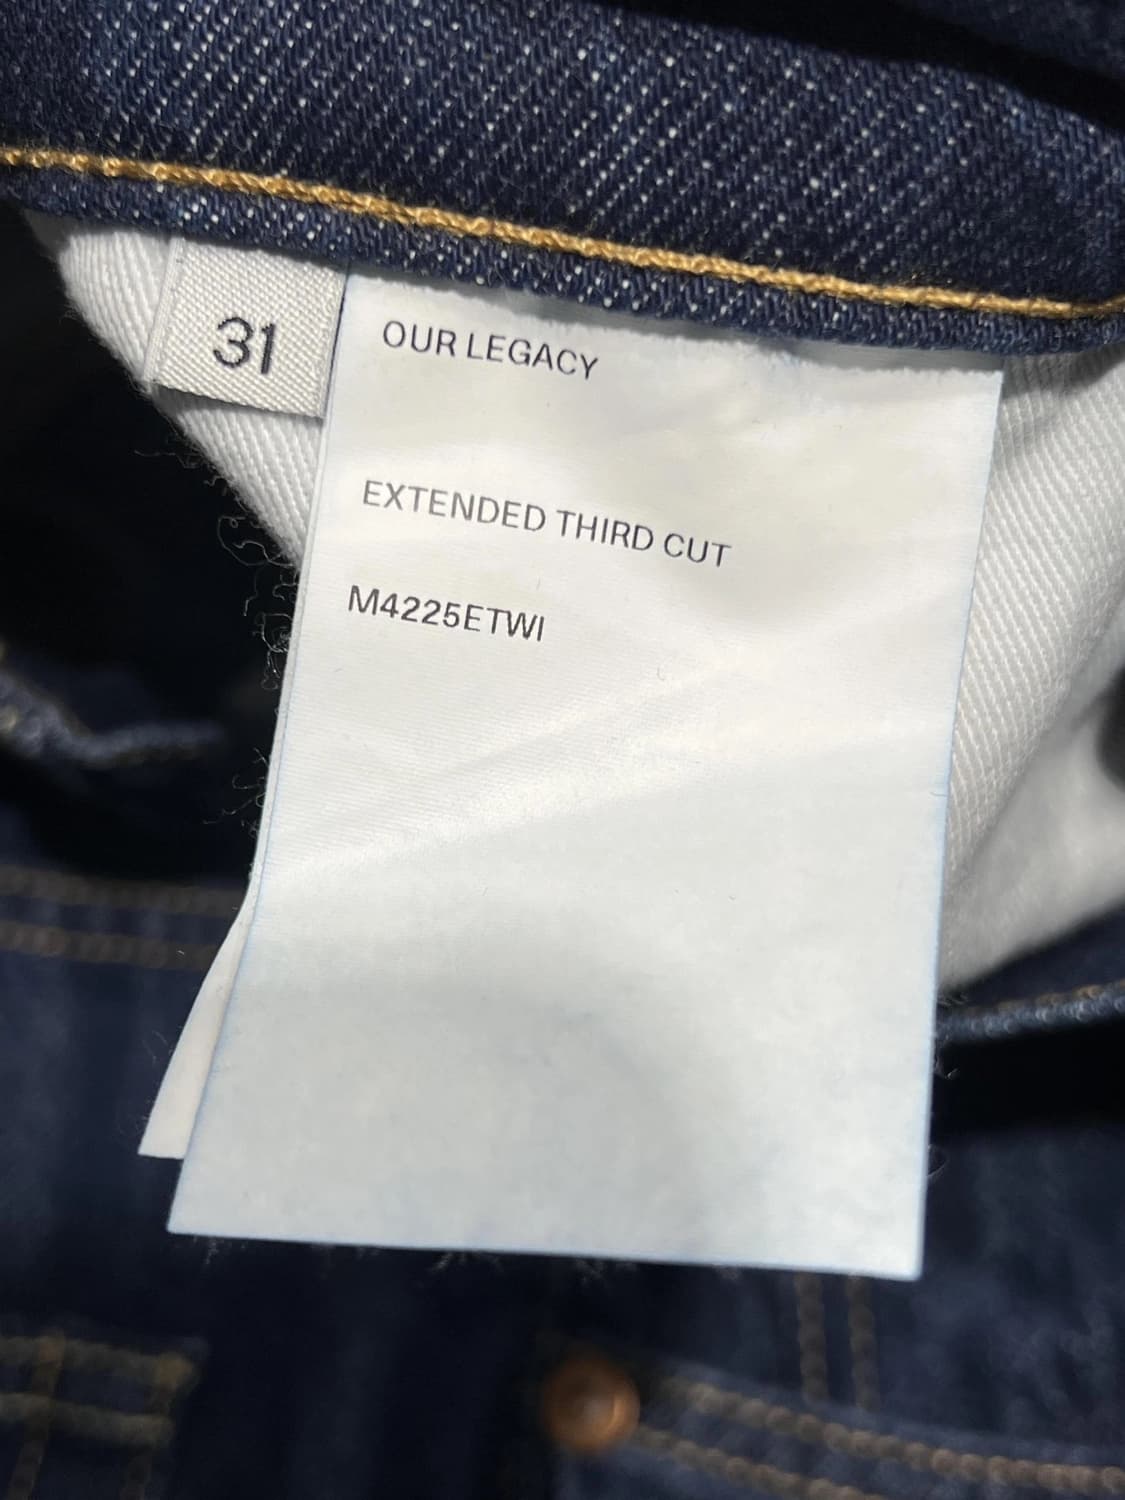 31
OUR LEGACY
EXTENDED THIRD CUT
M4225ETWI